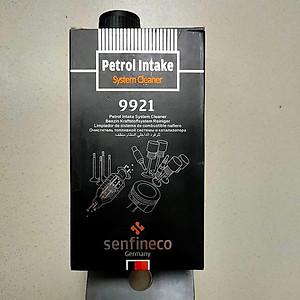 Petrol Intake
System Cleaner
9921
Petrol Intake System Cleaner
Benzin Kraftstoffsystem Reiniger
Limpiador de sistema de combustible naftero
Очиститель топливной системы и катализатора
senfineco
Germany